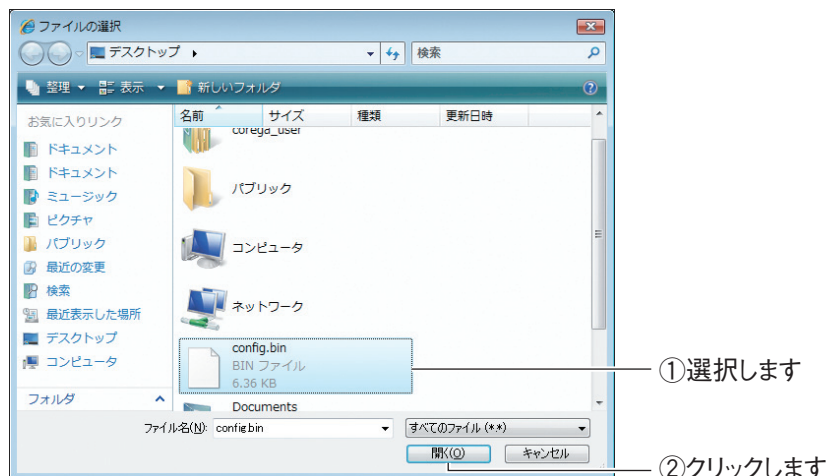 ファイルの選択
デスクトップ
検索
整理 表示 新しいフォルダ
お気に入りリンク
ドキュメント
ドキュメント
ミュージック
ピクチャ
パブリック
最近の変更
検索
最近表示した場所
デスクトップ
コンピュータ
フォルダ
名前 サイズ 種類 更新日時
corega_user
パブリック
コンピュータ
ネットワーク
config.bin
BIN ファイル
6.36 KB
Documents
①選択します
ファイル名(N): config.bin
すべてのファイル (*.*)
開く(O) キャンセル
②クリックします